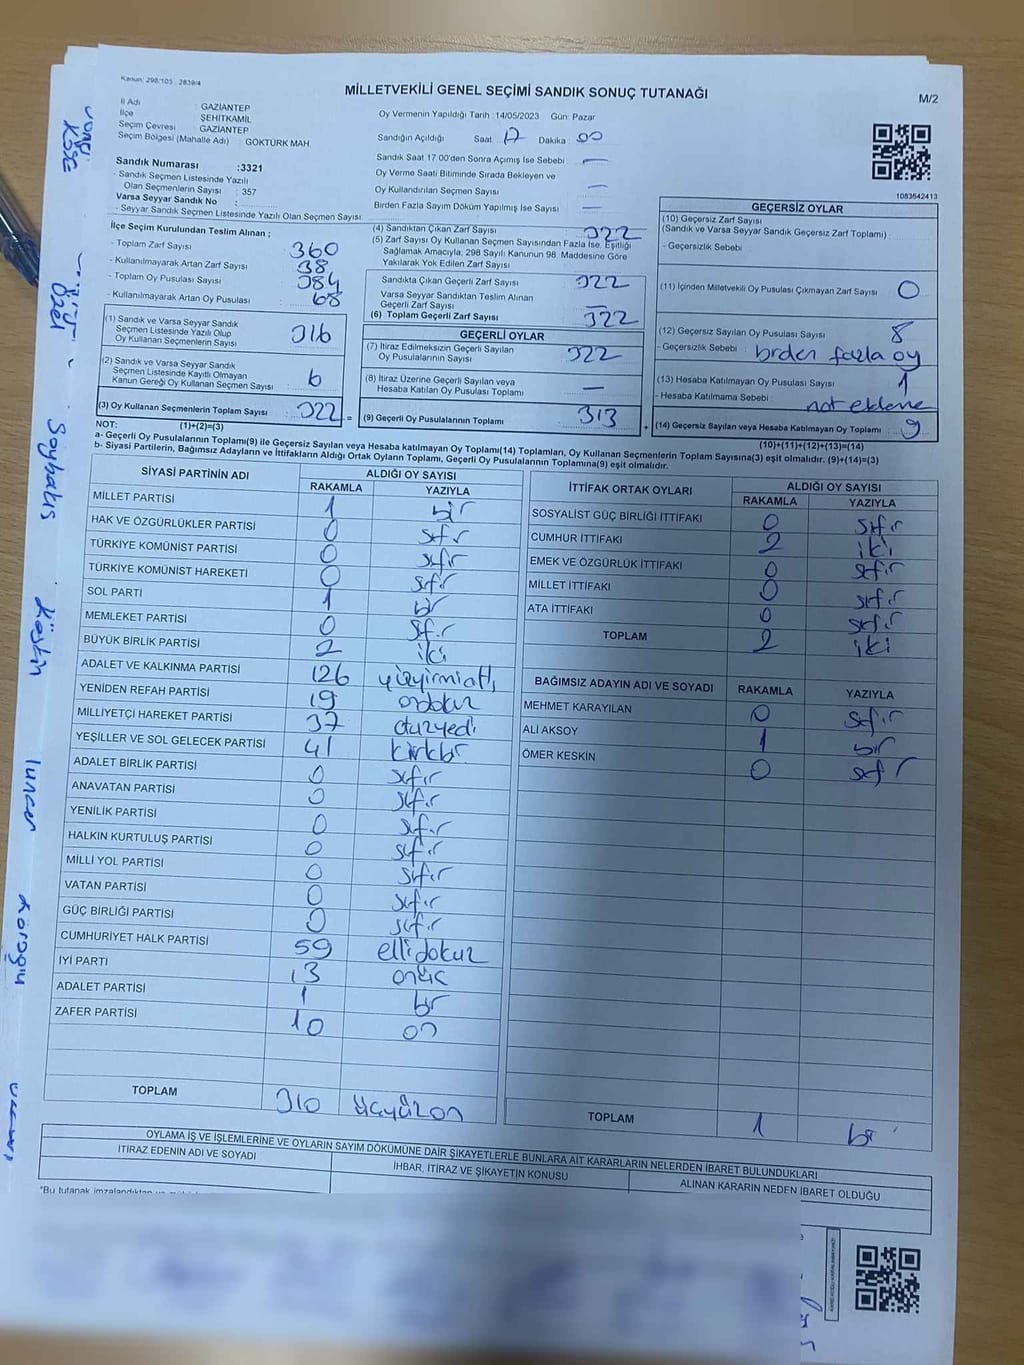 Kanun: 298/105 2839/4
MİLLETVEKİLİ GENEL SEÇİMİ SANDIK SONUÇ TUTANAĞI
M/2
İl Adı GAZİANTEP
İlçe ŞEHİTKAMİL
Seçim Çevresi GAZİANTEP
Seçim Bölgesi (Mahalle Adı) : GÖKTÜRK MAH
Sandık Numarası :3321
- Sandık Seçmen Listesinde Yazılı
Olan Seçmenlerin Sayısı : 357
Varsa Seyyar Sandık No :
- Seyyar Sandık Seçmen Listesinde Yazılı Olan Seçmen Sayısı:
Oy Vermenin Yapıldığı Tarih :14/05/2023 Gün: Pazar
Sandığın Açıldığı Saat: 17 Dakika 00
Sandık Saat 17.00'den Sonra Açılmış İse Sebebi : —
Oy Verme Saati Bitiminde Sırada Bekleyen ve
Oy Kullandırılan Seçmen Sayısı : —
Birden Fazla Sayım Döküm Yapılmış İse Sayısı : —
1083642413
İlçe Seçim Kurulundan Teslim Alınan ;
- Toplam Zarf Sayısı : 360
- Kullanılmayarak Artan Zarf Sayısı : 38
- Toplam Oy Pusulası Sayısı : 384
- Kullanılmayarak Artan Oy Pusulası : 68
(1) Sandık ve Varsa Seyyar Sandık
Seçmen Listesinde Yazılı Olup
Oy Kullanan Seçmenlerin Sayısı : 316
(2) Sandık ve Varsa Seyyar Sandık
Seçmen Listesinde Kayıtlı Olmayan
Kanun Gereği Oy Kullanan Seçmen Sayısı : 6
(3) Oy Kullanan Seçmenlerin Toplam Sayısı : 322 =
(4) Sandıktan Çıkan Zarf Sayısı : 322
(5) Zarf Sayısı Oy Kullanan Seçmen Sayısından Fazla İse, Eşitliği
Sağlamak Amacıyla, 298 Sayılı Kanunun 98. Maddesine Göre
Yakılarak Yok Edilen Zarf Sayısı :
Sandıkta Çıkan Geçerli Zarf Sayısı : 322
Varsa Seyyar Sandıktan Teslim Alınan
Geçerli Zarf Sayısı : —
(6) Toplam Geçerli Zarf Sayısı : 322
GEÇERLİ OYLAR
(7) İtiraz Edilmeksizin Geçerli Sayılan
Oy Pusulalarının Sayısı : 322
(8) İtiraz Üzerine Geçerli Sayılan veya
Hesaba Katılan Oy Pusulası Toplamı : —
(9) Geçerli Oy Pusulalarının Toplamı : 313 +
GEÇERSİZ OYLAR
(10) Geçersiz Zarf Sayısı
(Sandık ve Varsa Seyyar Sandık Geçersiz Zarf Toplamı) :
- Geçersizlik Sebebi :
(11) İçinden Milletvekili Oy Pusulası Çıkmayan Zarf Sayısı : 0
(12) Geçersiz Sayılan Oy Pusulası Sayısı : 8
- Geçersizlik Sebebi : birden fazla oy
(13) Hesaba Katılmayan Oy Pusulası Sayısı : 1
- Hesaba Katılmama Sebebi : not ekleme
(14) Geçersiz Sayılan veya Hesaba Katılmayan Oy Toplamı : 9
NOT: (1)+(2)=(3)
(10)+(11)+(12)+(13)=(14)
a- Geçerli Oy Pusulalarının Toplamı(9) ile Geçersiz Sayılan veya Hesaba katılmayan Oy Toplamı(14) Toplamları, Oy Kullanan Seçmenlerin Toplam Sayısına(3) eşit olmalıdır. (9)+(14)=(3)
b- Siyasi Partilerin, Bağımsız Adayların ve İttifakların Aldığı Ortak Oyların Toplamı, Geçerli Oy Pusulalarının Toplamına(9) eşit olmalıdır.
SİYASİ PARTİNİN ADI ALDIĞI OY SAYISI
RAKAMLA YAZIYLA
MİLLET PARTİSİ 1 bir
HAK VE ÖZGÜRLÜKLER PARTİSİ 0 sıfır
TÜRKİYE KOMÜNİST PARTİSİ 0 sıfır
TÜRKİYE KOMÜNİST HAREKETİ 0 sıfır
SOL PARTİ 1 bir
MEMLEKET PARTİSİ 0 sıfır
BÜYÜK BİRLİK PARTİSİ 2 iki
ADALET VE KALKINMA PARTİSİ 126 yüzyirmialtı
YENİDEN REFAH PARTİSİ 19 ondokuz
MİLLİYETÇİ HAREKET PARTİSİ 37 otuzyedi
YEŞİLLER VE SOL GELECEK PARTİSİ 41 kırkbir
ADALET BİRLİK PARTİSİ 0 sıfır
ANAVATAN PARTİSİ 0 sıfır
YENİLİK PARTİSİ 0 sıfır
HALKIN KURTULUŞ PARTİSİ 0 sıfır
MİLLİ YOL PARTİSİ 0 sıfır
VATAN PARTİSİ 0 sıfır
GÜÇ BİRLİĞİ PARTİSİ 0 sıfır
CUMHURİYET HALK PARTİSİ 59 ellidokuz
İYİ PARTİ 13 onüç
ADALET PARTİSİ 1 bir
ZAFER PARTİSİ 10 on
TOPLAM 310 üçyüzon
İTTİFAK ORTAK OYLARI ALDIĞI OY SAYISI
RAKAMLA YAZIYLA
SOSYALİST GÜÇ BİRLİĞİ İTTİFAKI 0 sıfır
CUMHUR İTTİFAKI 2 iki
EMEK VE ÖZGÜRLÜK İTTİFAKI 0 sıfır
MİLLET İTTİFAKI 0 sıfır
ATA İTTİFAKI 0 sıfır
TOPLAM 2 iki
BAĞIMSIZ ADAYIN ADI VE SOYADI RAKAMLA YAZIYLA
MEHMET KARAYILAN 0 sıfır
ALİ AKSOY 1 bir
ÖMER KESKİN 0 sıfır
TOPLAM 1 bir
OYLAMA İŞ VE İŞLEMLERİNE VE OYLARIN SAYIM DÖKÜMÜNE DAİR ŞİKAYETLERLE BUNLARA AİT KARARLARIN NELERDEN İBARET BULUNDUKLARI
İTİRAZ EDENİN ADI VE SOYADI İHBAR, İTİRAZ VE ŞİKAYETİN KONUSU ALINAN KARARIN NEDEN İBARET OLDUĞU
*Bu tutanak imzalandıktan
KÖSE
ÖZEL